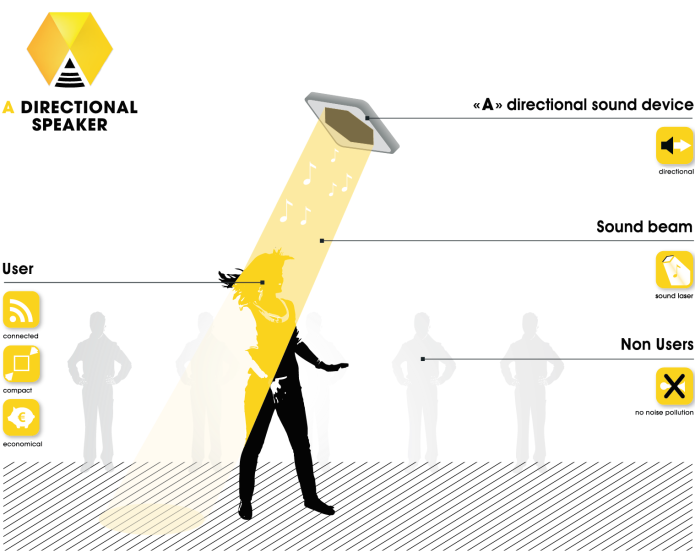 A DIRECTIONAL
SPEAKER
«A» directional sound device
directional
Sound beam
sound laser
User
connected
compact
€
economical
Non Users
no noise pollution